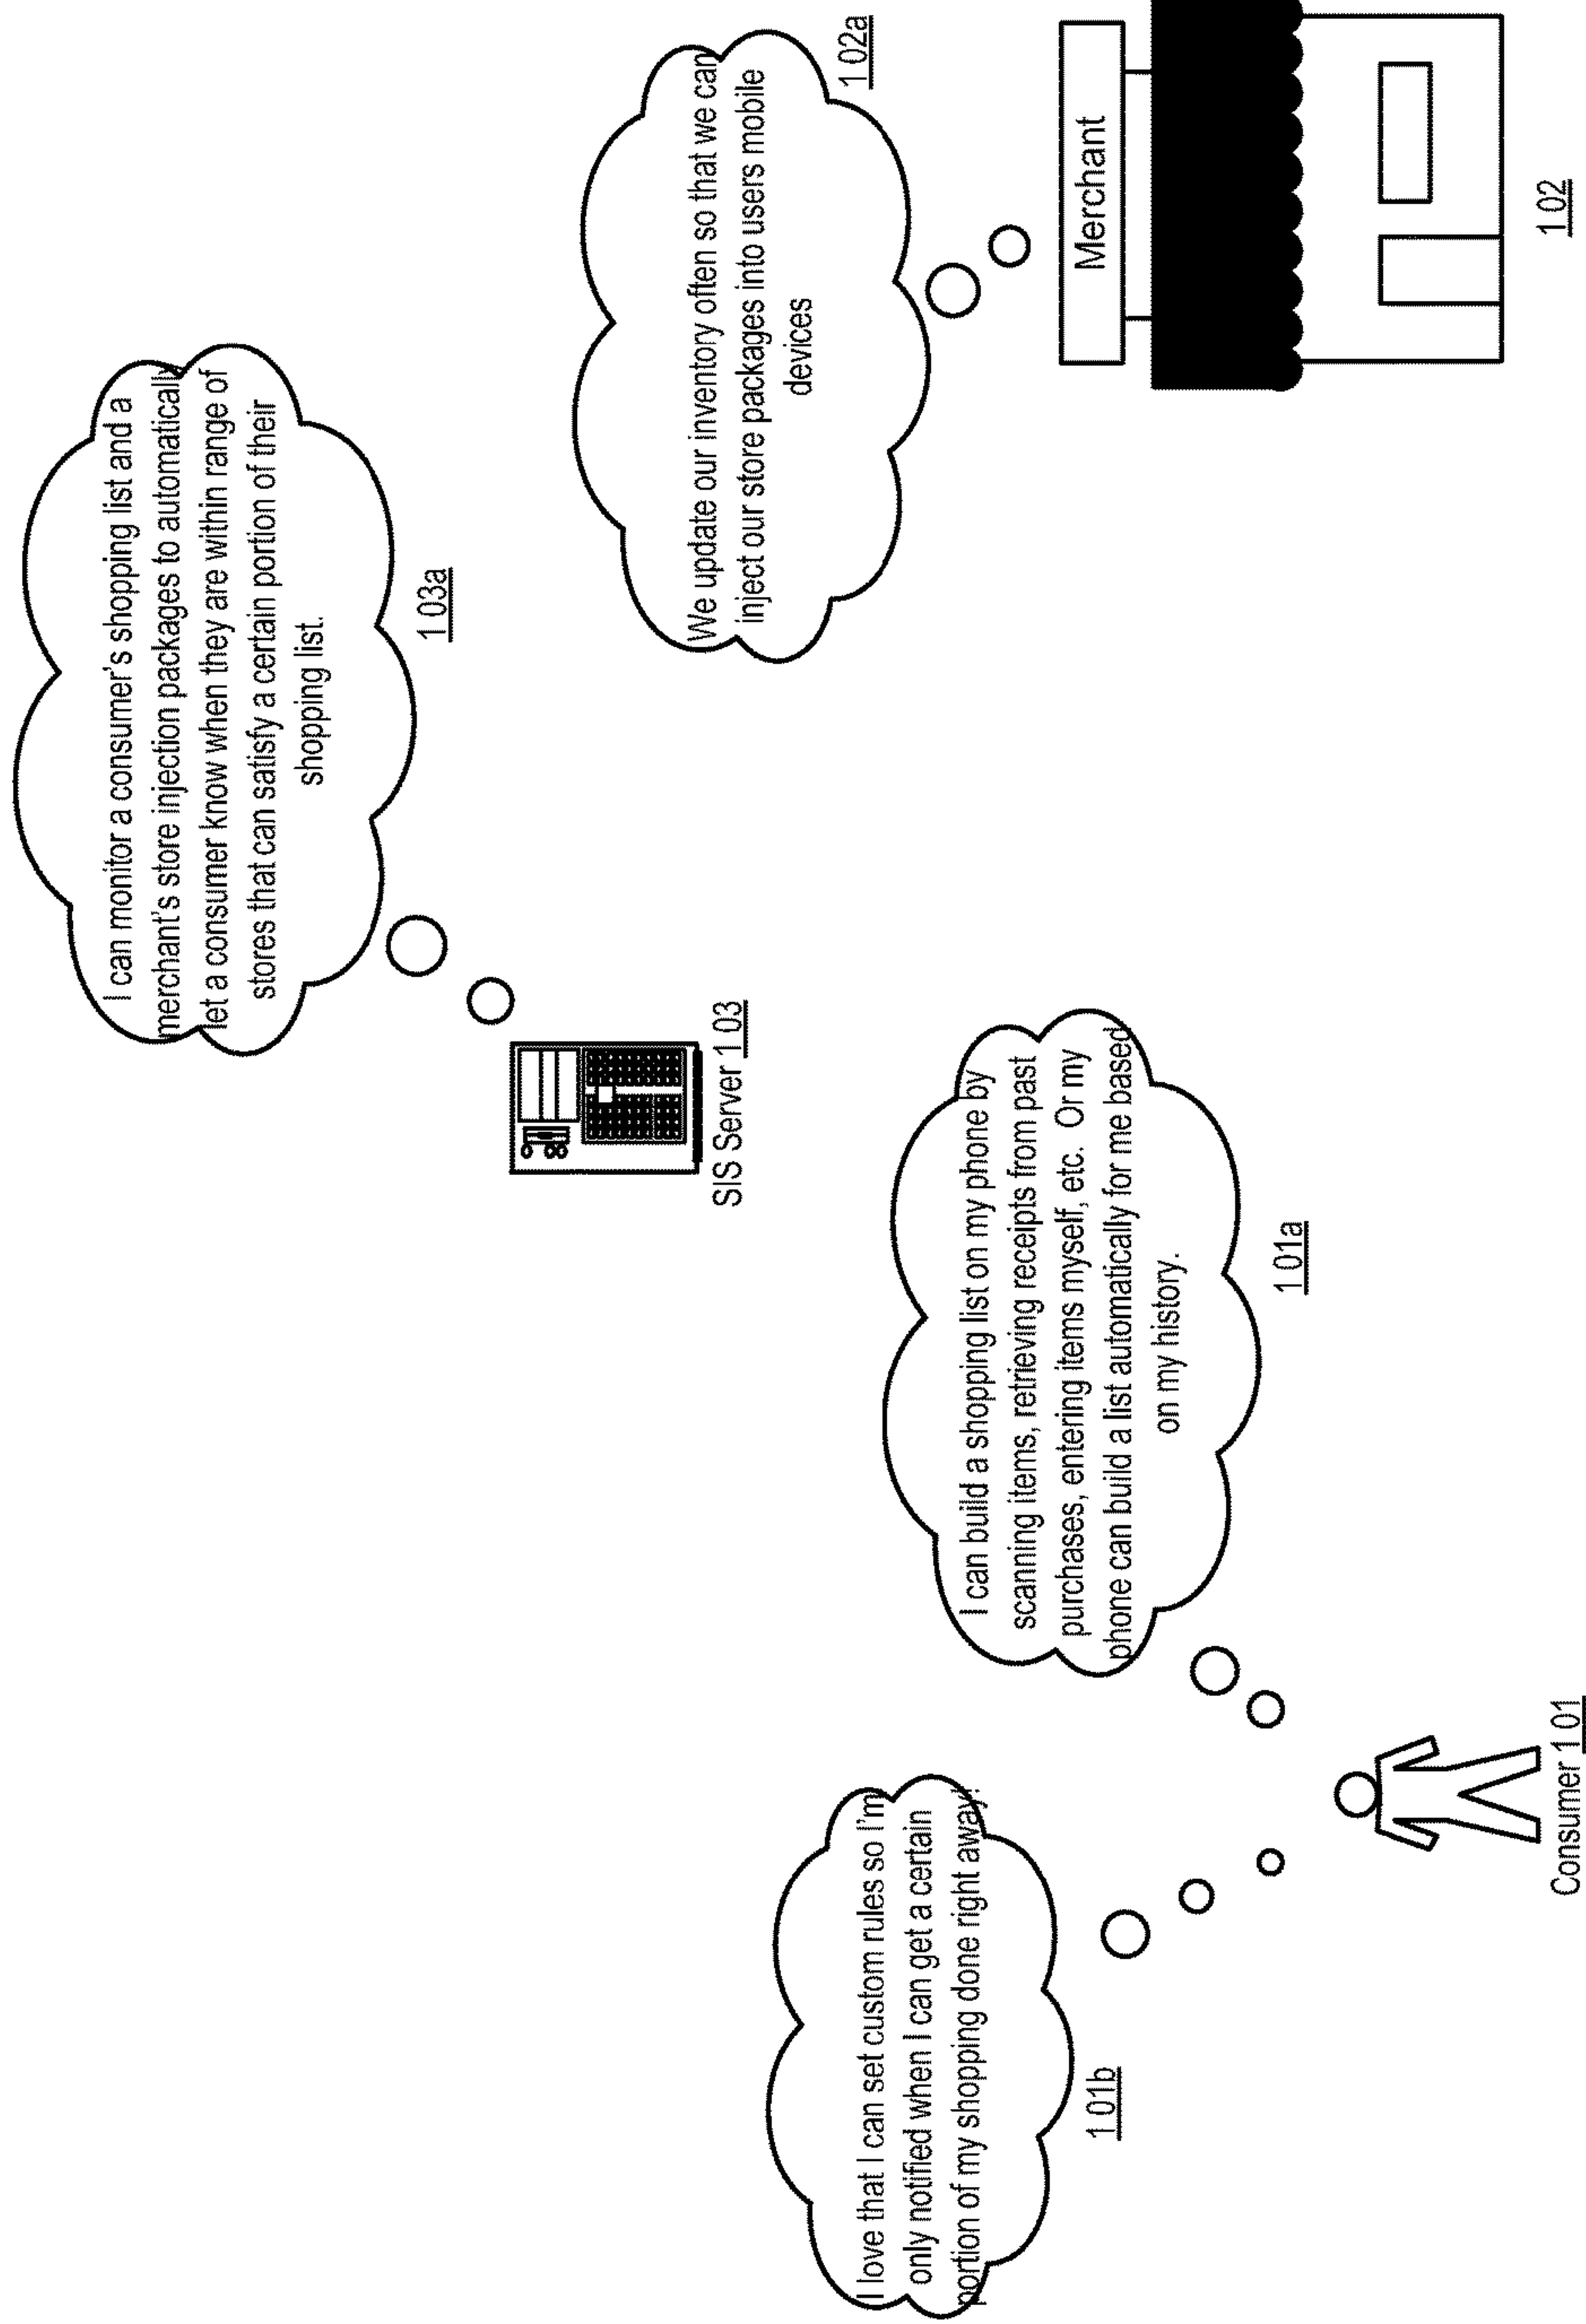 I can monitor a consumer's shopping list and a
merchant's store injection packages to automatically
let a consumer know when they are within range of
stores that can satisfy a certain portion of their
shopping list.
103a
SIS Server 103
We update our inventory often so that we can
inject our store packages into users mobile
devices
102a
Merchant
102
I love that I can set custom rules so I'm
only notified when I can get a certain
portion of my shopping done right away!
101b
I can build a shopping list on my phone by
scanning items, retrieving receipts from past
purchases, entering items myself, etc. Or my
phone can build a list automatically for me based
on my history.
101a
Consumer 101